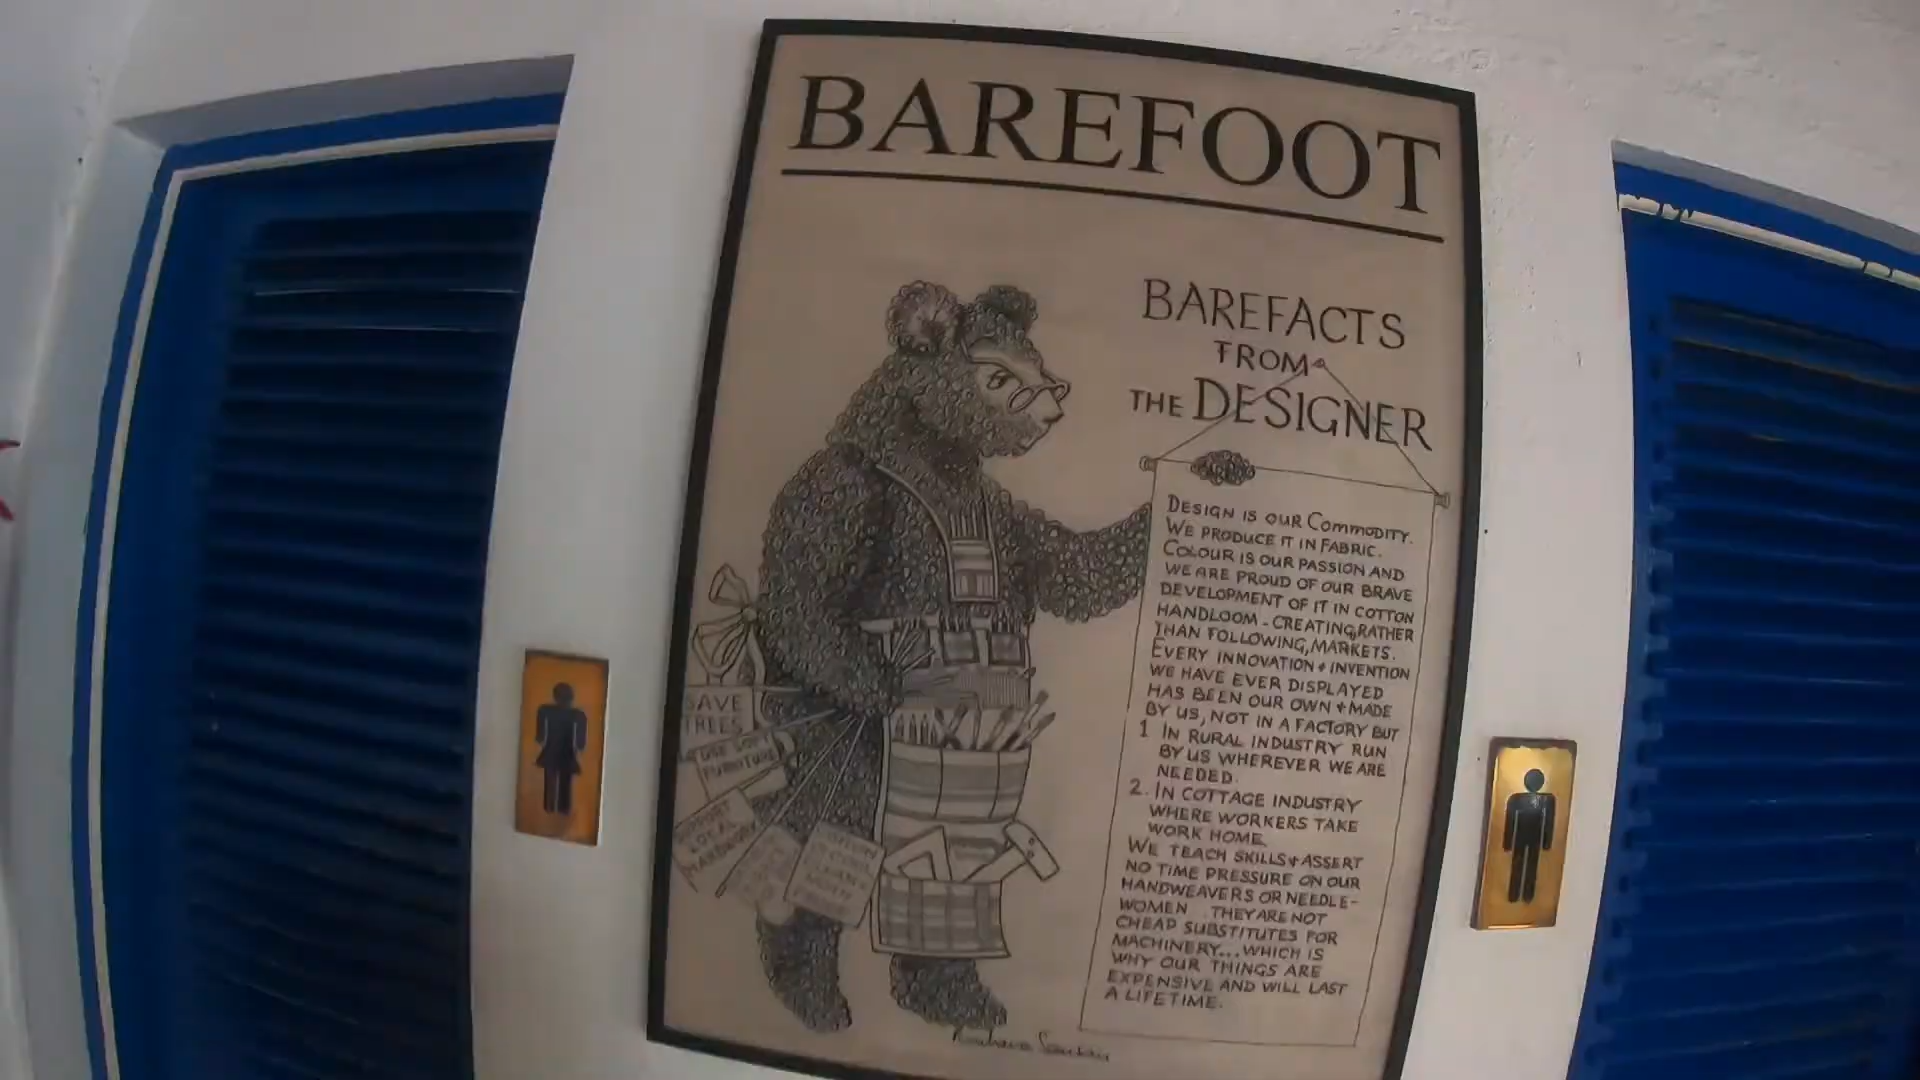 BAREFOOT
BAREFACTS
FROM
THE DESIGNER
DESIGN IS OUR COMMODITY.
WE PRODUCE IT IN FABRIC.
COLOUR IS OUR PASSION AND
WE ARE PROUD OF OUR BRAVE
DEVELOPMENT OF IT IN COTTON
HANDLOOM - CREATING, RATHER
THAN FOLLOWING, MARKETS.
EVERY INNOVATION + INVENTION
WE HAVE EVER DISPLAYED
HAS BEEN OUR OWN + MADE
BY US, NOT IN A FACTORY BUT
1 IN RURAL INDUSTRY RUN
BY US WHEREVER WE ARE
NEEDED.
2. IN COTTAGE INDUSTRY
WHERE WORKERS TAKE
WORK HOME
WE TEACH SKILLS + ASSERT
NO TIME PRESSURE ON OUR
HANDWEAVERS OR NEEDLE-
WOMEN. THEY ARE NOT
CHEAP SUBSTITUTES FOR
MACHINERY... WHICH IS
WHY OUR THINGS ARE
EXPENSIVE AND WILL LAST
A LIFETIME.
SAVE
TREES
FURNITURE
SUPPORT
LOCAL